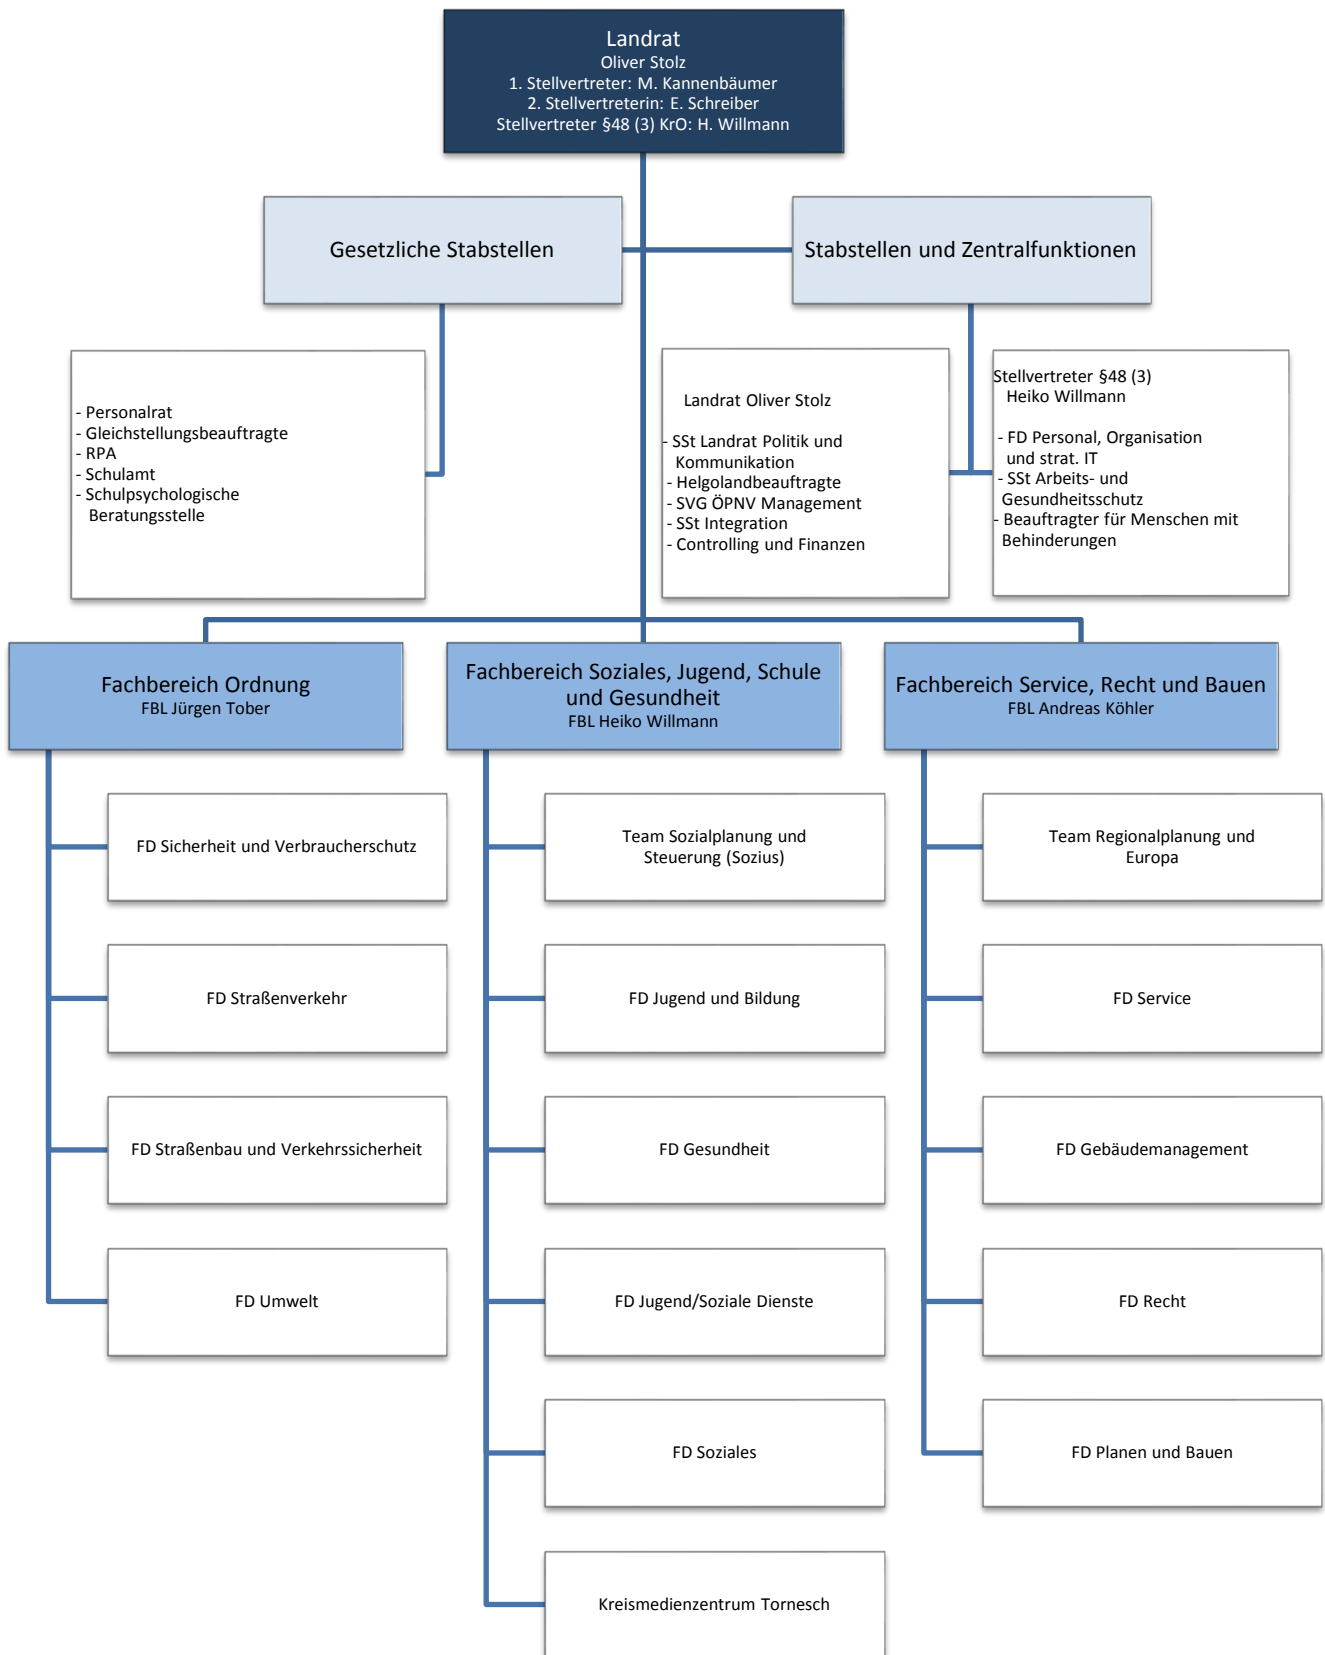 Landrat
Oliver Stolz
1. Stellvertreter: M. Kannenbäumer
2. Stellvertreterin: E. Schreiber
Stellvertreter §48 (3) KrO: H. Willmann
Gesetzliche Stabstellen
Stabstellen und Zentralfunktionen
- Personalrat
- Gleichstellungsbeauftragte
- RPA
- Schulamt
- Schulpsychologische
Beratungsstelle
Landrat Oliver Stolz
- SSt Landrat Politik und
Kommunikation
- Helgolandbeauftragte
- SVG ÖPNV Management
- SSt Integration
- Controlling und Finanzen
Stellvertreter §48 (3)
Heiko Willmann
- FD Personal, Organisation
und strat. IT
- SSt Arbeits- und
Gesundheitsschutz
- Beauftragter für Menschen mit
Behinderungen
Fachbereich Ordnung
FBL Jürgen Tober
Fachbereich Soziales, Jugend, Schule
und Gesundheit
FBL Heiko Willmann
Fachbereich Service, Recht und Bauen
FBL Andreas Köhler
FD Sicherheit und Verbraucherschutz
FD Straßenverkehr
FD Straßenbau und Verkehrssicherheit
FD Umwelt
Team Sozialplanung und
Steuerung (Sozius)
FD Jugend und Bildung
FD Gesundheit
FD Jugend/Soziale Dienste
FD Soziales
Kreismedienzentrum Tornesch
Team Regionalplanung und
Europa
FD Service
FD Gebäudemanagement
FD Recht
FD Planen und Bauen